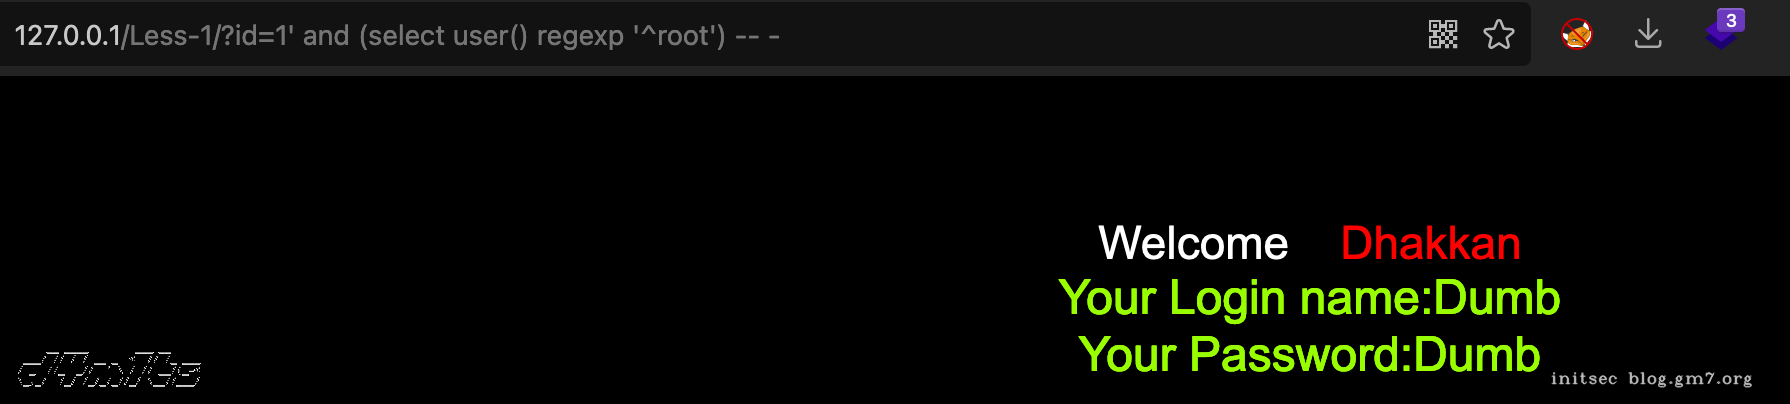 127.0.0.1/Less-1/?id=1' and (select user() regexp '^root') -- -
3
Welcome Dhakkan
Your Login name:Dumb
Your Password:Dumb
d4m1ts
initsec blog.gm7.org